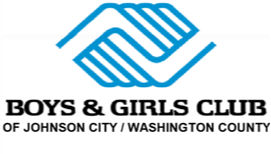 BOYS & GIRLS CLUB
OF JOHNSON CITY / WASHINGTON COUNTY